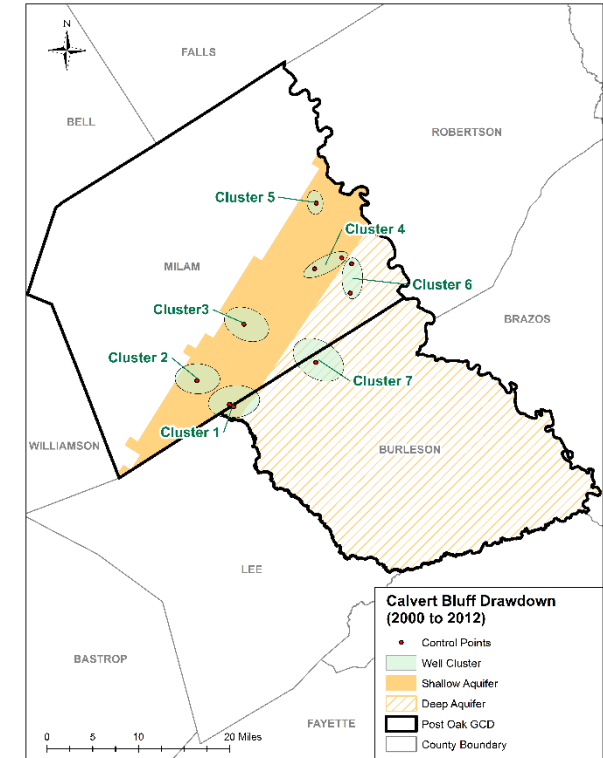 N
FALLS
BELL
ROBERTSON
Cluster 5
Cluster 4
MILAM
Cluster 6
Cluster3
BRAZOS
Cluster 2
Cluster 7
Cluster 1
WILLIAMSON
BURLESON
LEE
BASTROP
FAYETTE
0 5 10 20 Miles
Calvert Bluff Drawdown
(2000 to 2012)
Control Points
Well Cluster
Shallow Aquifer
Deep Aquifer
Post Oak GCD
County Boundary